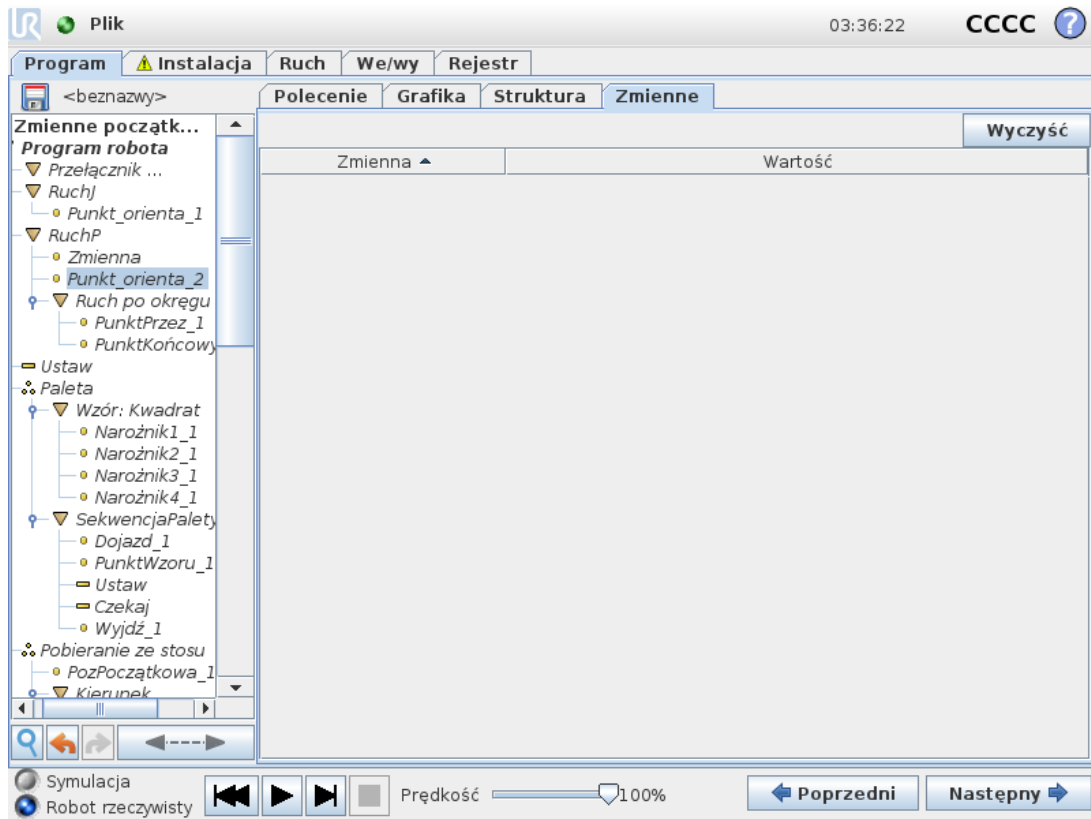 UR Plik 03:36:22 CCCC ?
Program Instalacja Ruch We/wy Rejestr
<beznazwy>
Polecenie Grafika Struktura Zmienne
Wyczyść
Zmienna Wartość
Zmienne początk...
Program robota
Przełącznik ...
RuchJ
Punkt_orienta_1
RuchP
Zmienna
Punkt_orienta_2
Ruch po okręgu
PunktPrzez_1
PunktKońcowy
Ustaw
Paleta
Wzór: Kwadrat
Narożnik1_1
Narożnik2_1
Narożnik3_1
Narożnik4_1
SekwencjaPalety
Dojazd_1
PunktWzoru_1
Ustaw
Czekaj
Wyjdź_1
Pobieranie ze stosu
PozPoczątkowa_1
Kierunek
Symulacja
Robot rzeczywisty
Prędkość 100%
Poprzedni Następny